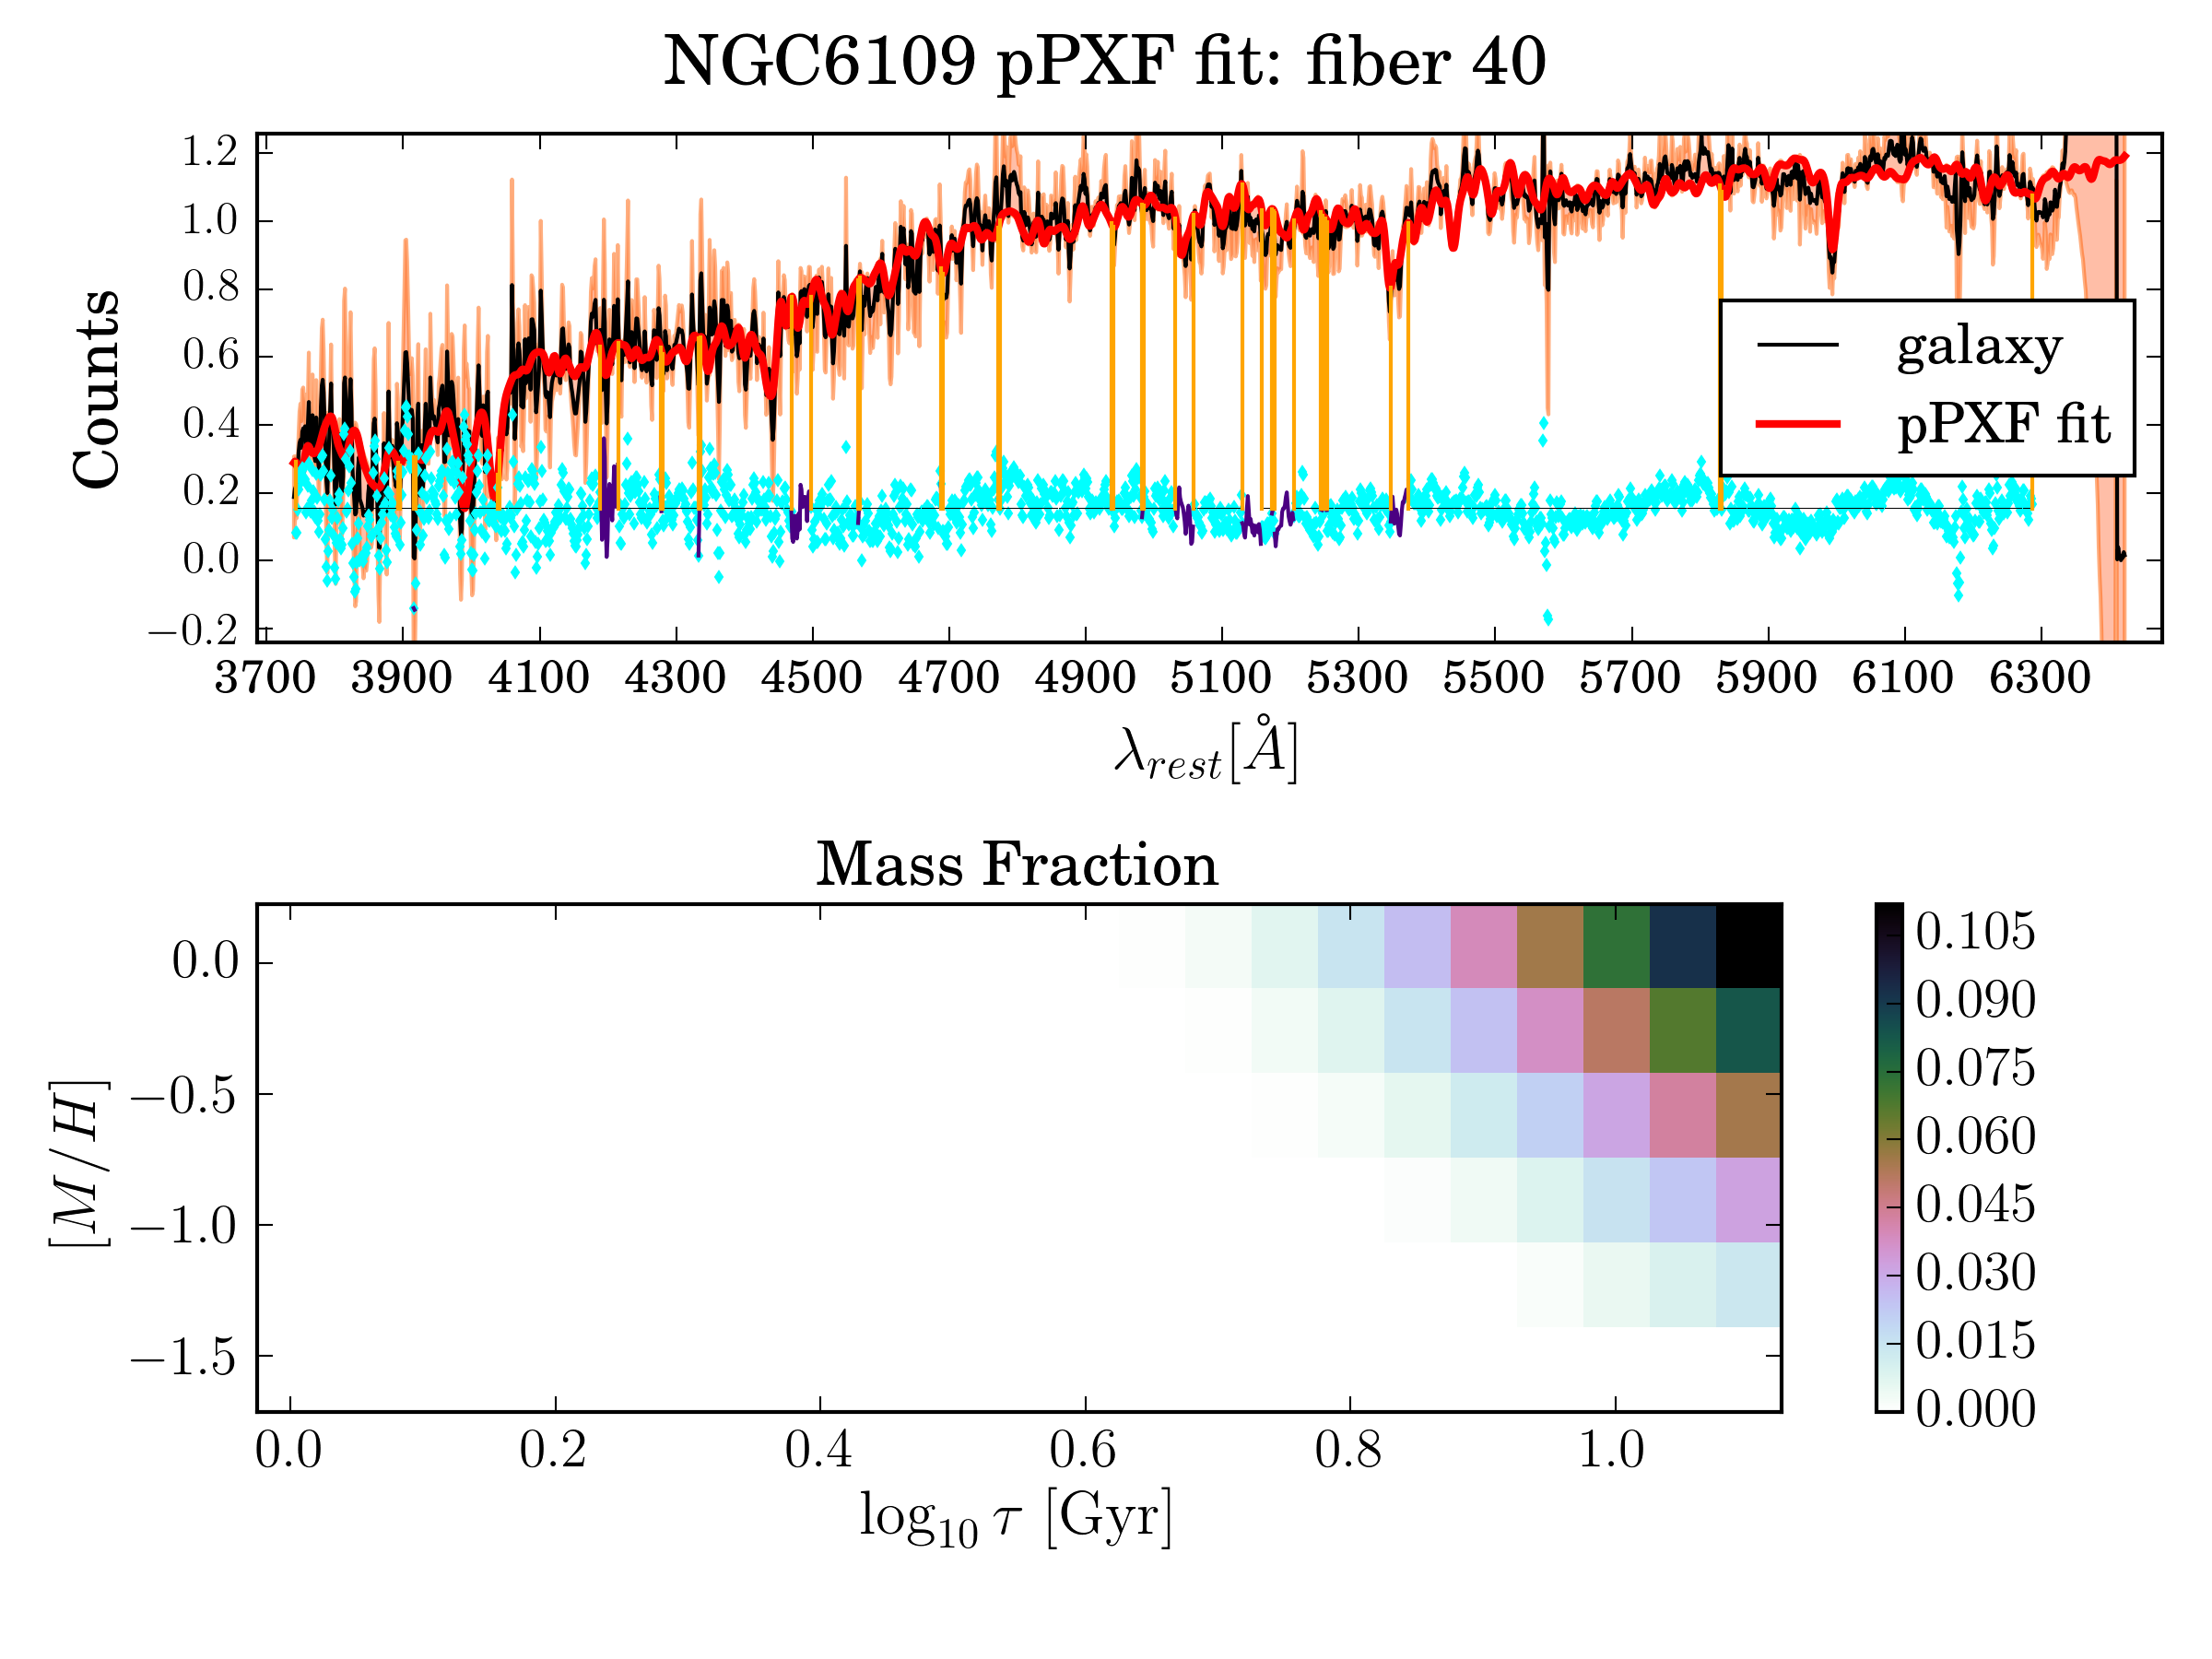 NGC6109 pPXF fit: fiber 40
1.2
1.0
0.8
0.6
0.4
0.2
0.0
−0.2
Counts
galaxy
pPXF fit
3700 3900 4100 4300 4500 4700 4900 5100 5300 5500 5700 5900 6100 6300
λrest[Å]
Mass Fraction
0.0
−0.5
−1.0
−1.5
[M/H]
0.105
0.090
0.075
0.060
0.045
0.030
0.015
0.000
0.0 0.2 0.4 0.6 0.8 1.0
log10 τ [Gyr]